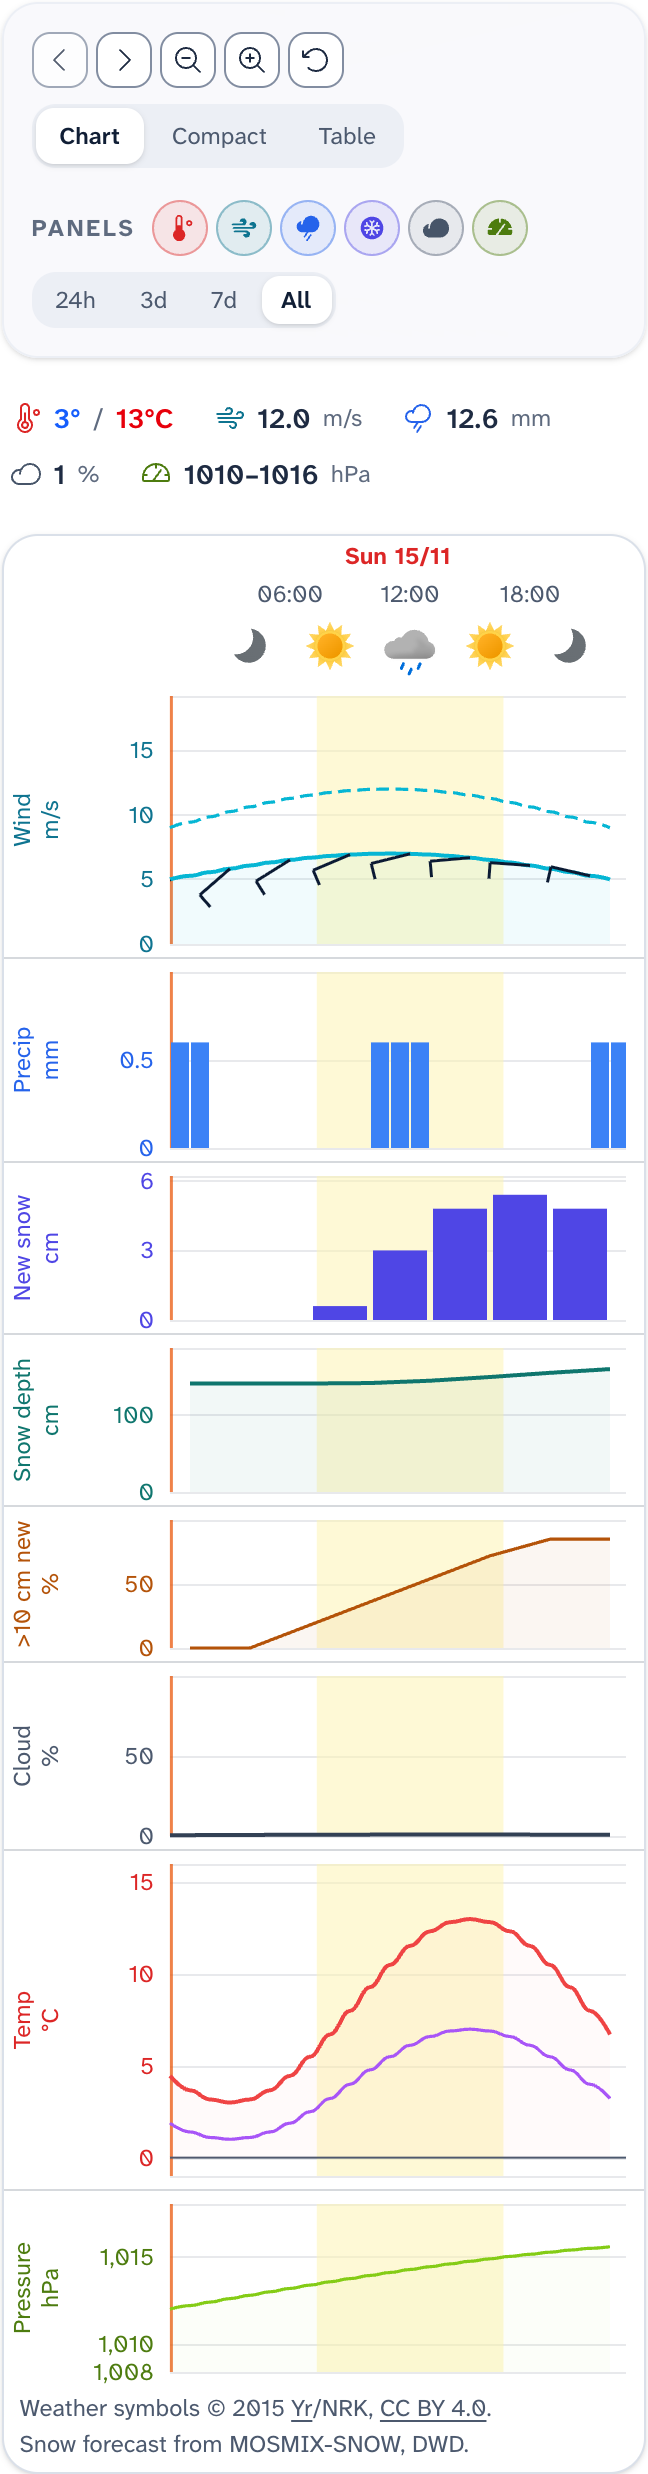 Chart Compact Table
PANELS
24h 3d 7d All
3° / 13°C 12.0 m/s 12.6 mm
1 % 1010–1016 hPa
Sun 15/11
06:00 12:00 18:00
Wind
m/s
15
10
5
0
Precip
mm
0.5
0
New snow
cm
6
3
0
Snow depth
cm
100
0
>10 cm new
%
50
0
Cloud
%
50
0
Temp
°C
15
10
5
0
Pressure
hPa
1,015
1,010
1,008
Weather symbols © 2015 Yr/NRK, CC BY 4.0.
Snow forecast from MOSMIX-SNOW, DWD.